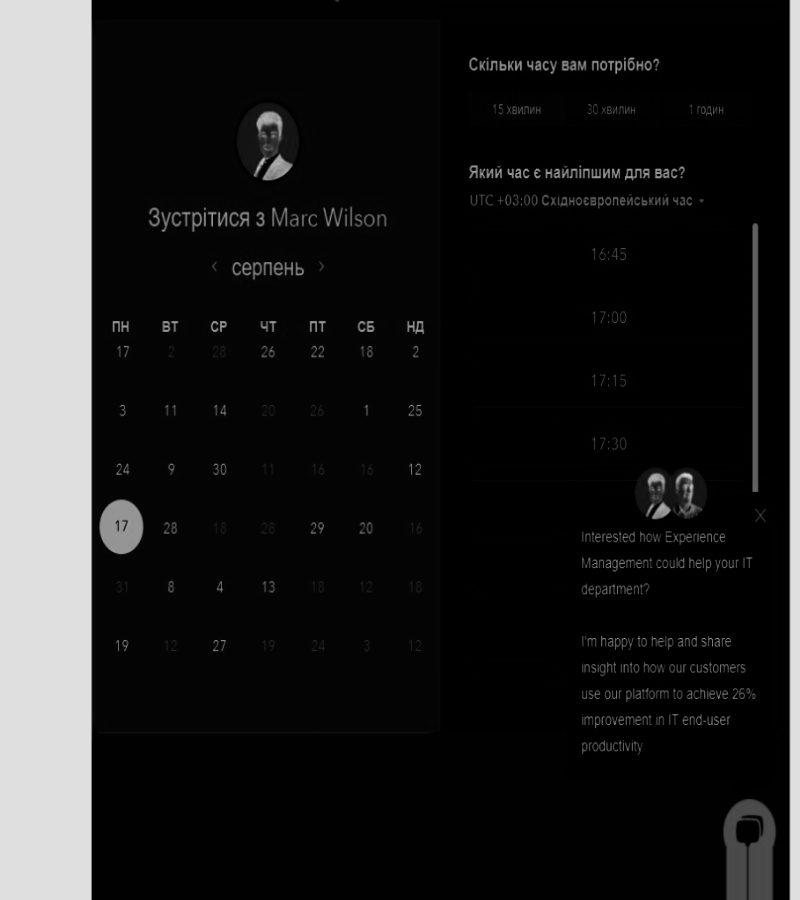 Зустрітися з Marc Wilson
‹ серпень ›
ПН ВТ СР ЧТ ПТ СБ НД
17 2 28 26 22 18 2
3 11 14 20 26 1 25
24 9 30 11 16 16 12
17 28 18 28 29 20 16
31 8 4 13 18 12 18
19 12 27 19 24 3 12
Скільки часу вам потрібно?
15 хвилин 30 хвилин 1 годин
Який час є найліпшим для вас?
UTC +03:00 Східноєвропейський час
16:45
17:00
17:15
17:30
Interested how Experience
Management could help your IT
department?
I'm happy to help and share
insight into how our customers
use our platform to achieve 26%
improvement in IT end-user
productivity